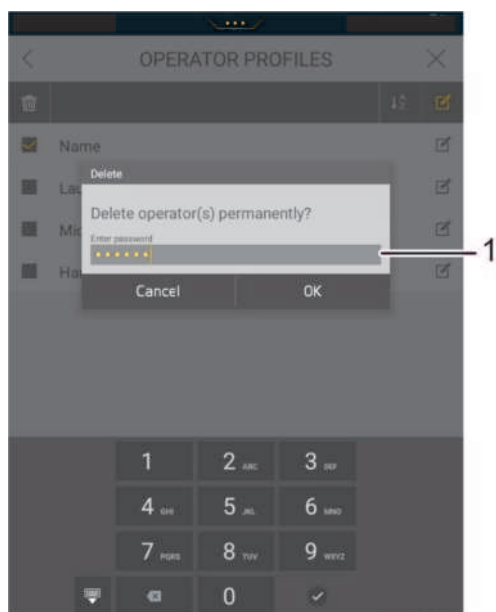 OPERATOR PROFILES
Name
Delete
Delete operator(s) permanently?
Enter password
Cancel
OK
1
1
2 ABC
3 DEF
4 GHI
5 JKL
6 MNO
7 PQRS
8 TUV
9 WXYZ
0